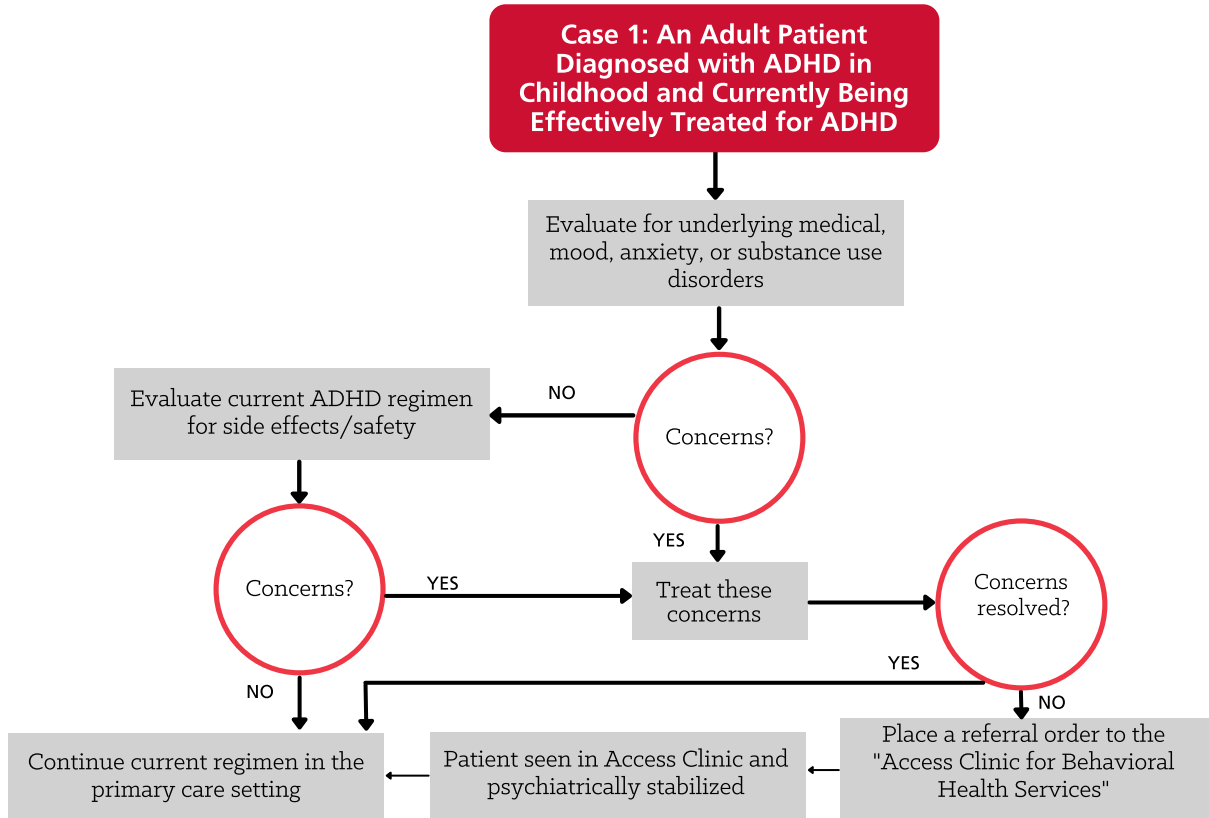 Case 1: An Adult Patient
Diagnosed with ADHD in
Childhood and Currently Being
Effectively Treated for ADHD
Evaluate for underlying medical,
mood, anxiety, or substance use
disorders
Concerns?
NO
Evaluate current ADHD regimen
for side effects/safety
YES
Concerns?
YES
Treat these
concerns
Concerns
resolved?
YES
NO
NO
Continue current regimen in the
primary care setting
Patient seen in Access Clinic and
psychiatrically stabilized
Place a referral order to the
"Access Clinic for Behavioral
Health Services"